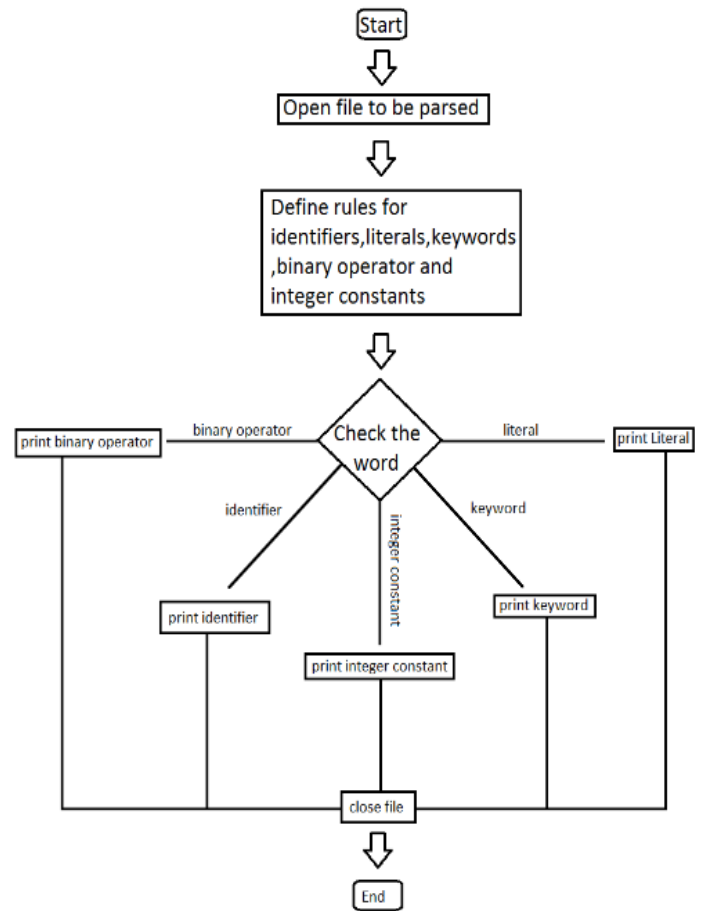 Start
Open file to be parsed
Define rules for
identifiers,literals,keywords
,binary operator and
integer constants
Check the
word
binary operator
literal
print binary operator
print Literal
identifier
integer constant
keyword
print identifier
print keyword
print integer constant
close file
End